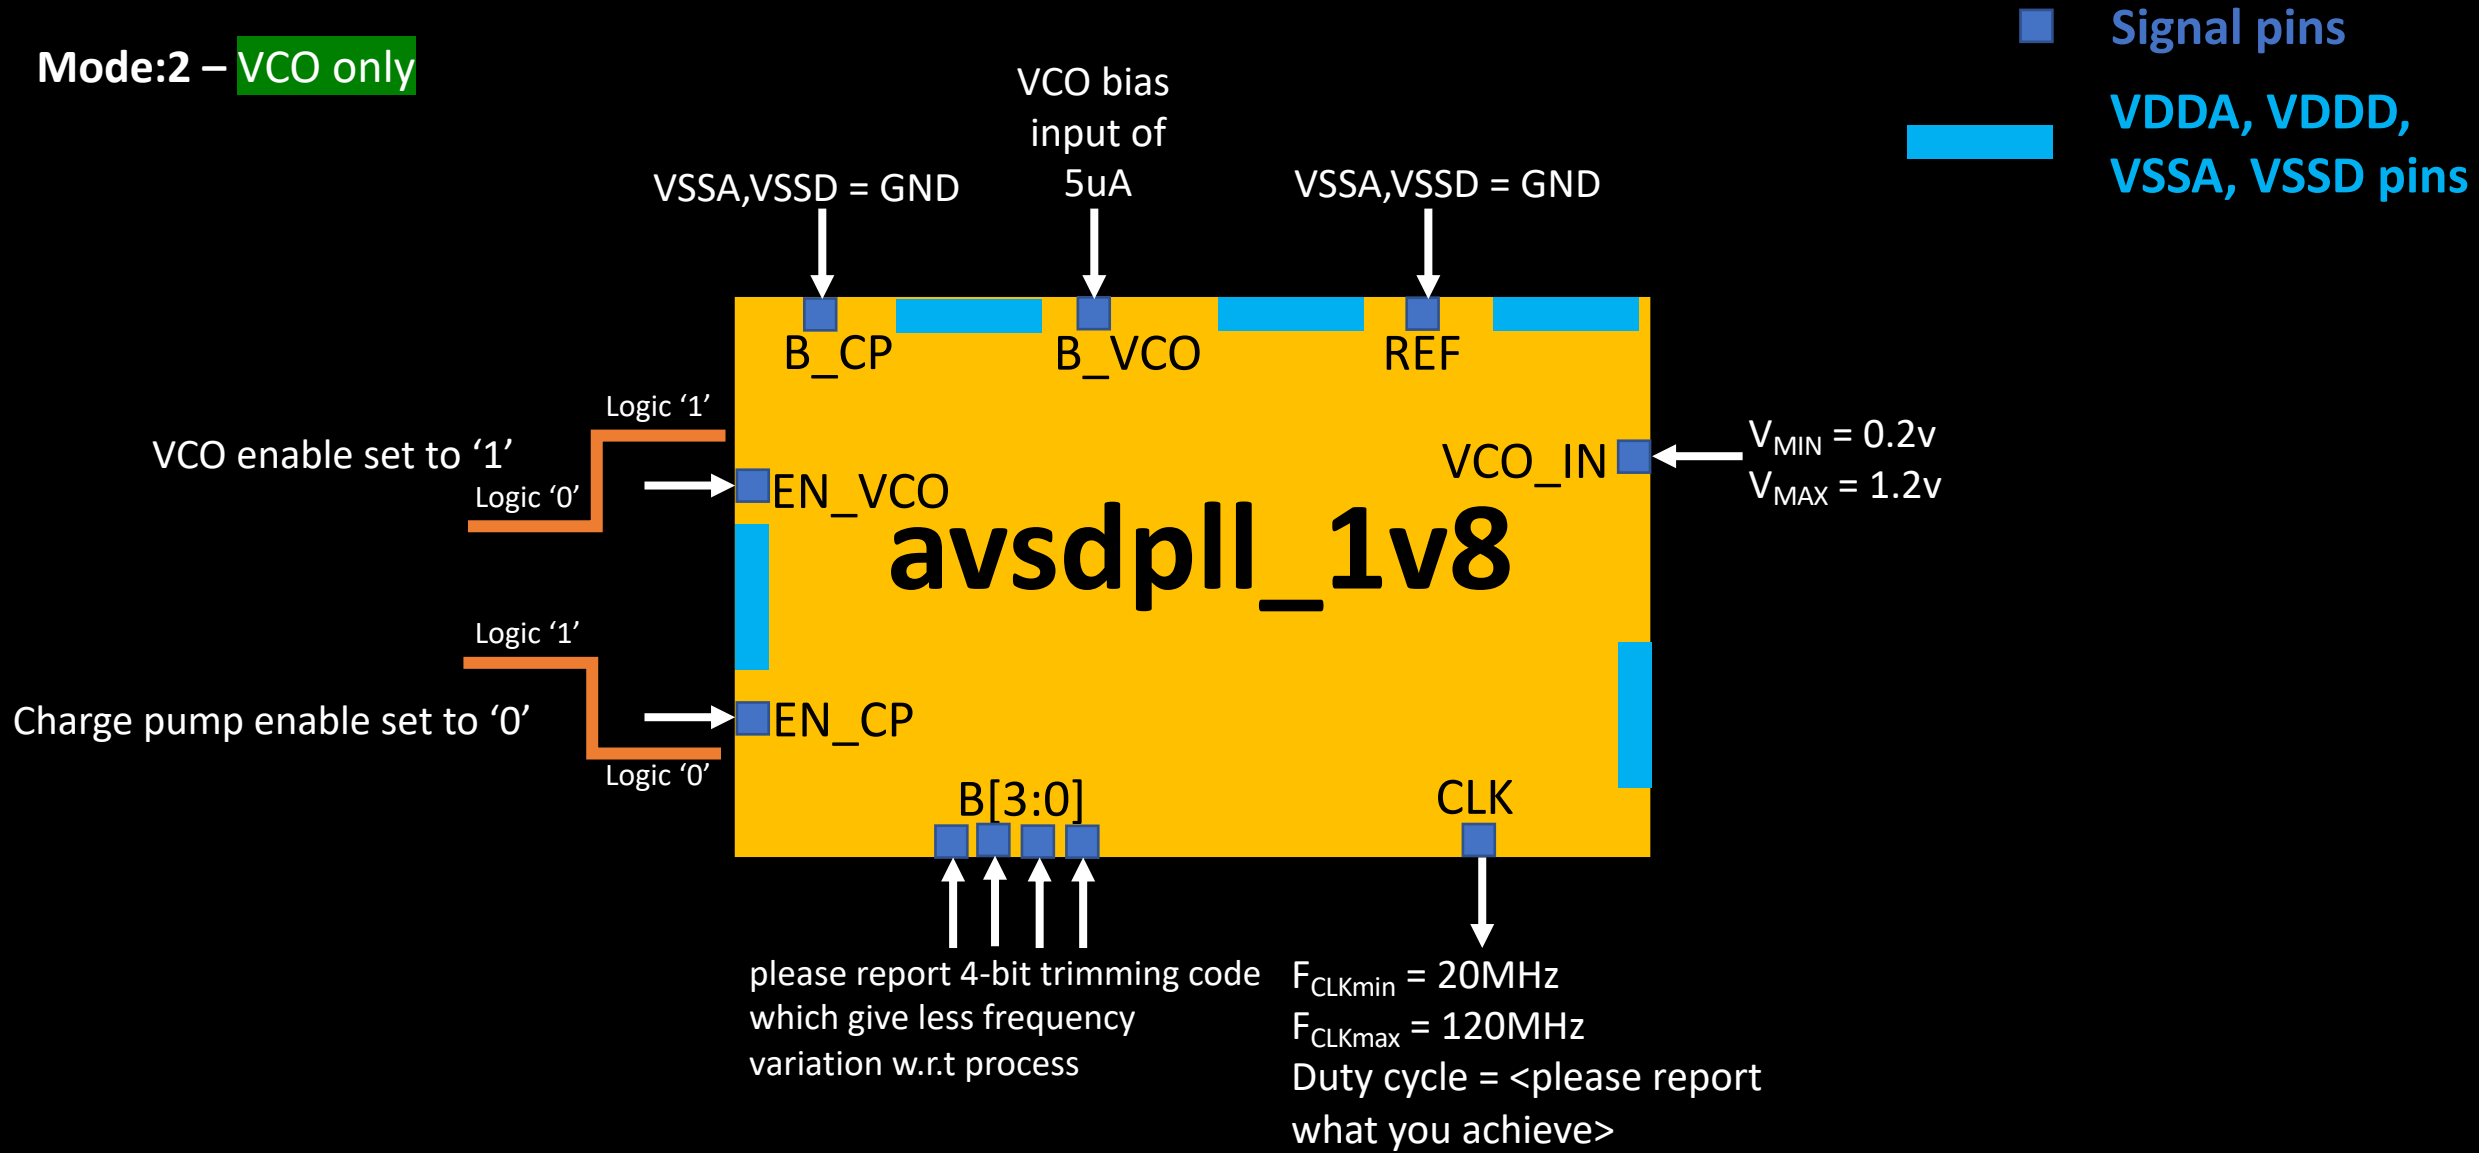 Mode:2 – VCO only
Signal pins
VDDA, VDDD,
VSSA, VSSD pins
VSSA,VSSD = GND
VCO bias
input of
5uA
VSSA,VSSD = GND
B_CP
B_VCO
REF
Logic ‘1’
VCO enable set to ‘1’
Logic ‘0’
EN_VCO
VCO_IN
VMIN = 0.2v
VMAX = 1.2v
avsdpll_1v8
Logic ‘1’
Charge pump enable set to ‘0’
Logic ‘0’
EN_CP
B[3:0]
CLK
please report 4-bit trimming code
which give less frequency
variation w.r.t process
FCLKmin = 20MHz
FCLKmax = 120MHz
Duty cycle = <please report
what you achieve>